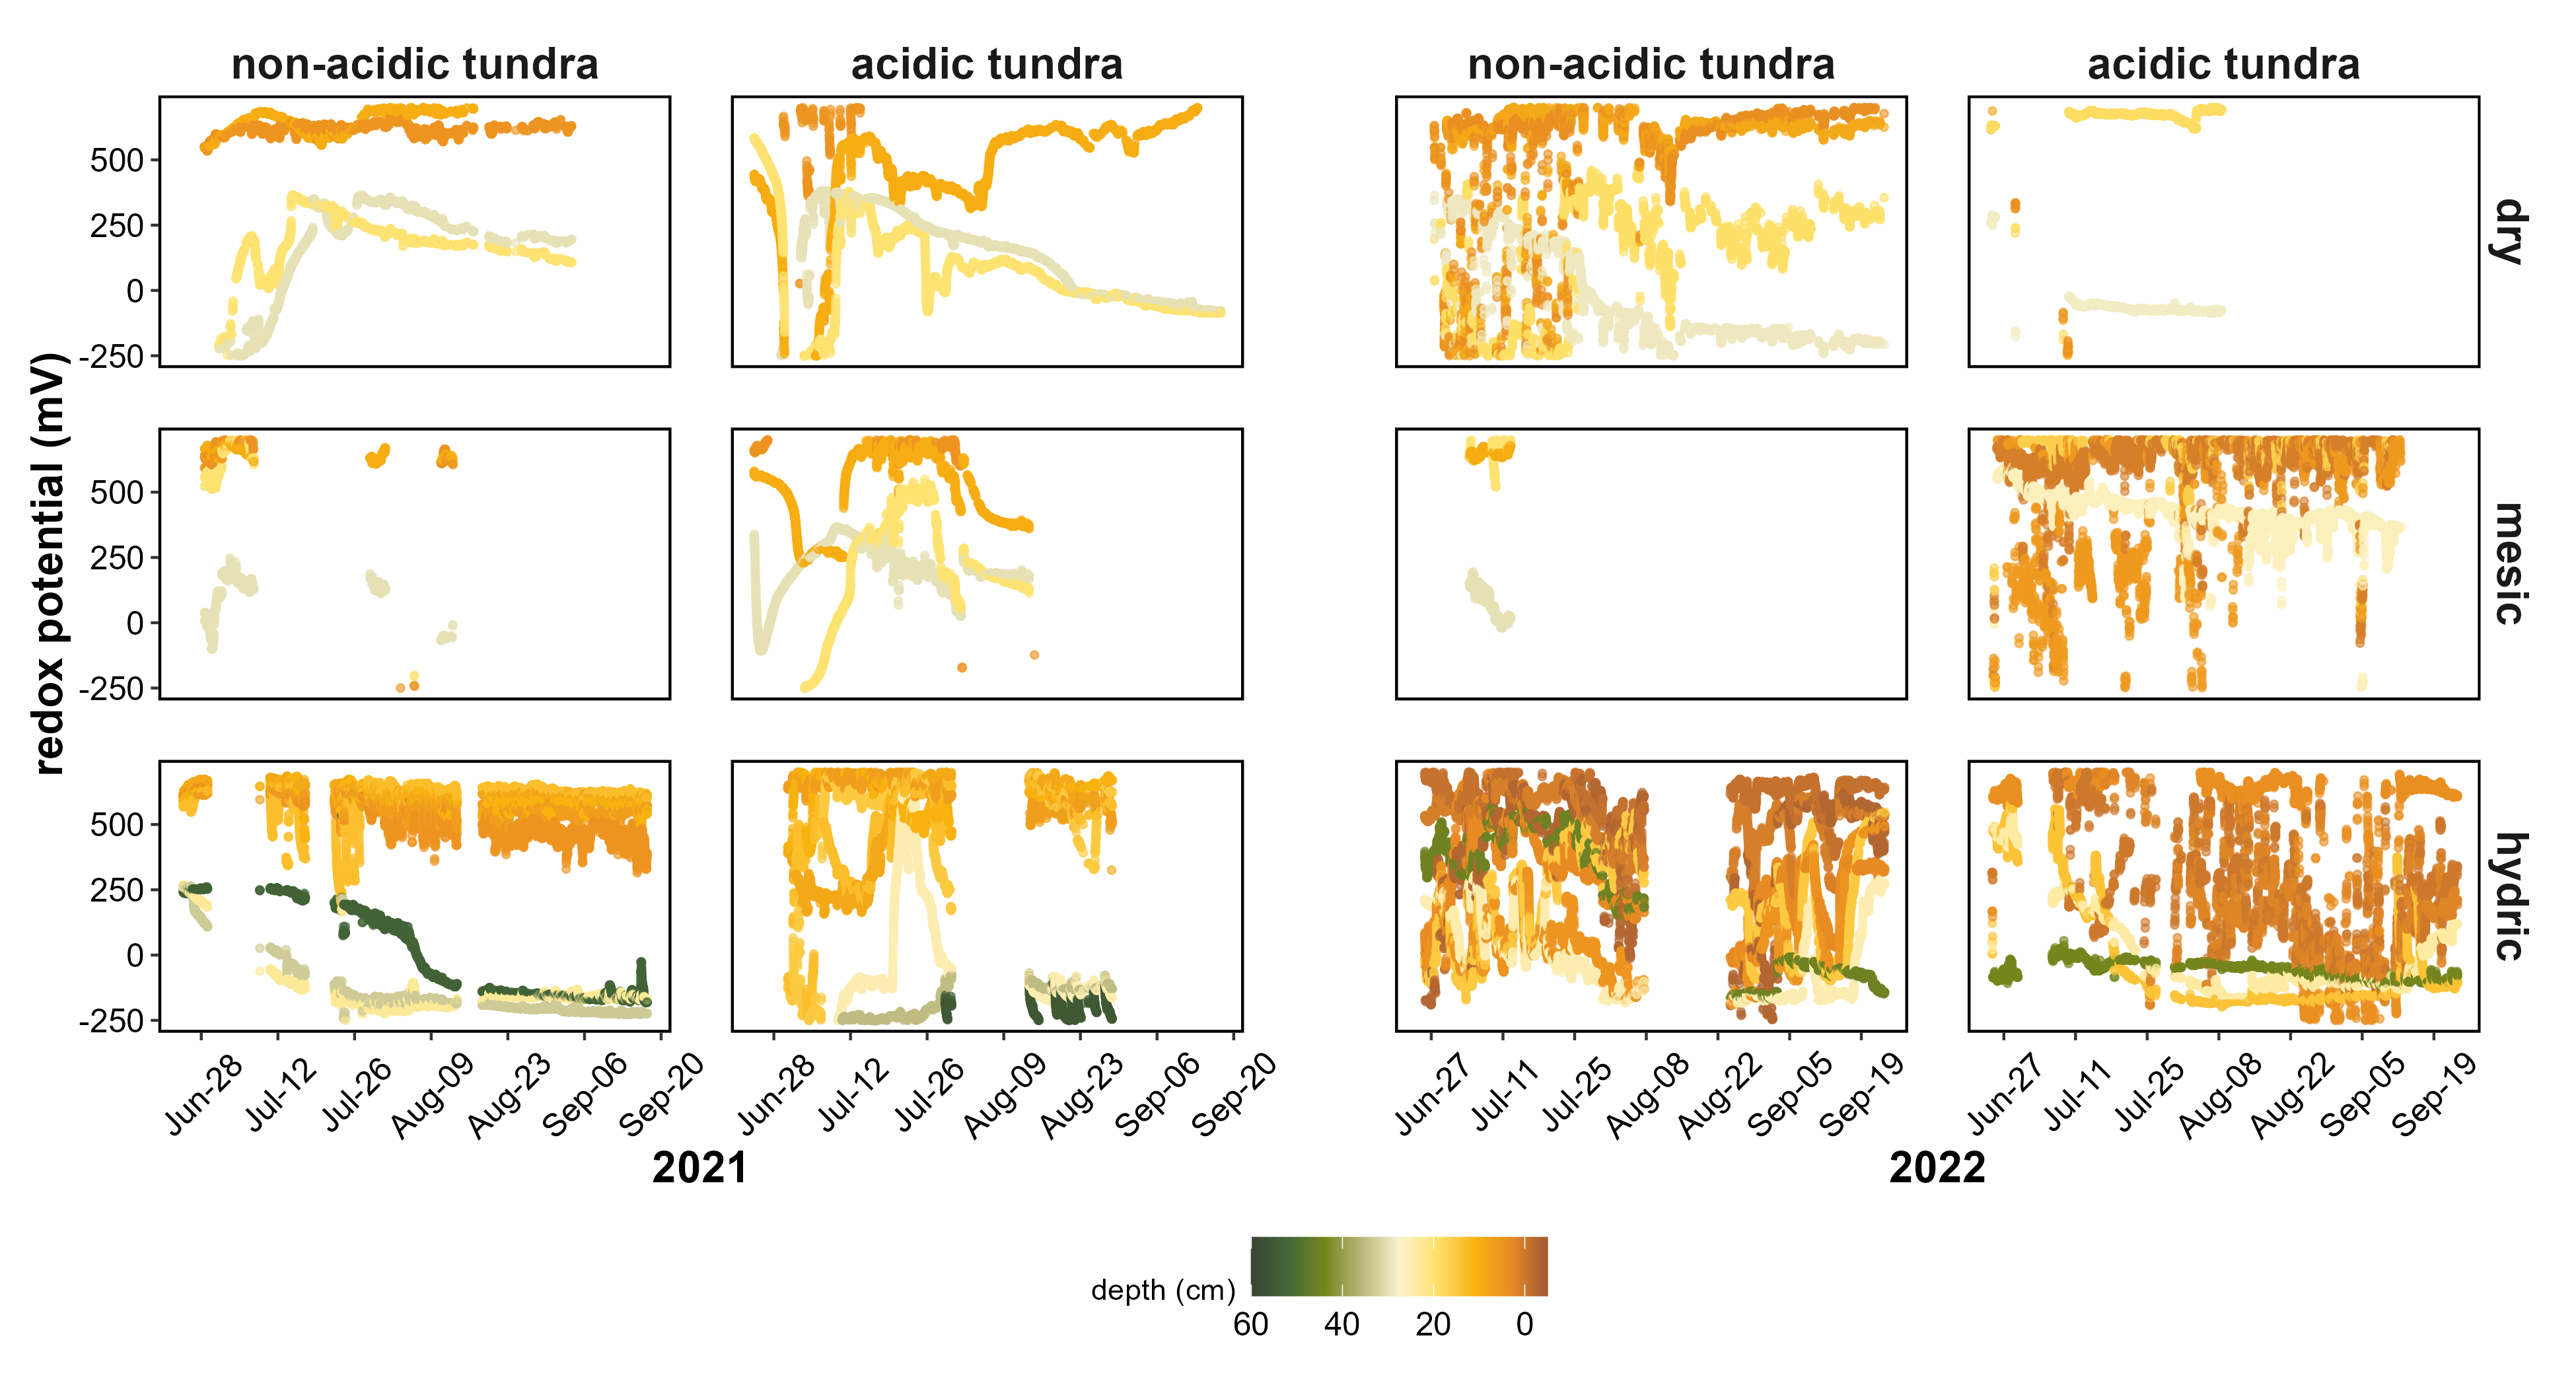 non-acidic tundra acidic tundra non-acidic tundra acidic tundra
500
250
0
-250
dry
500
250
0
-250
mesic
redox potential (mV)
500
250
0
-250
hydric
Jun-28 Jul-12 Jul-26 Aug-09 Aug-23 Sep-06 Sep-20 Jun-28 Jul-12 Jul-26 Aug-09 Aug-23 Sep-06 Sep-20 Jun-27 Jul-11 Jul-25 Aug-08 Aug-22 Sep-05 Sep-19 Jun-27 Jul-11 Jul-25 Aug-08 Aug-22 Sep-05 Sep-19
2021 2022
depth (cm)
60 40 20 0